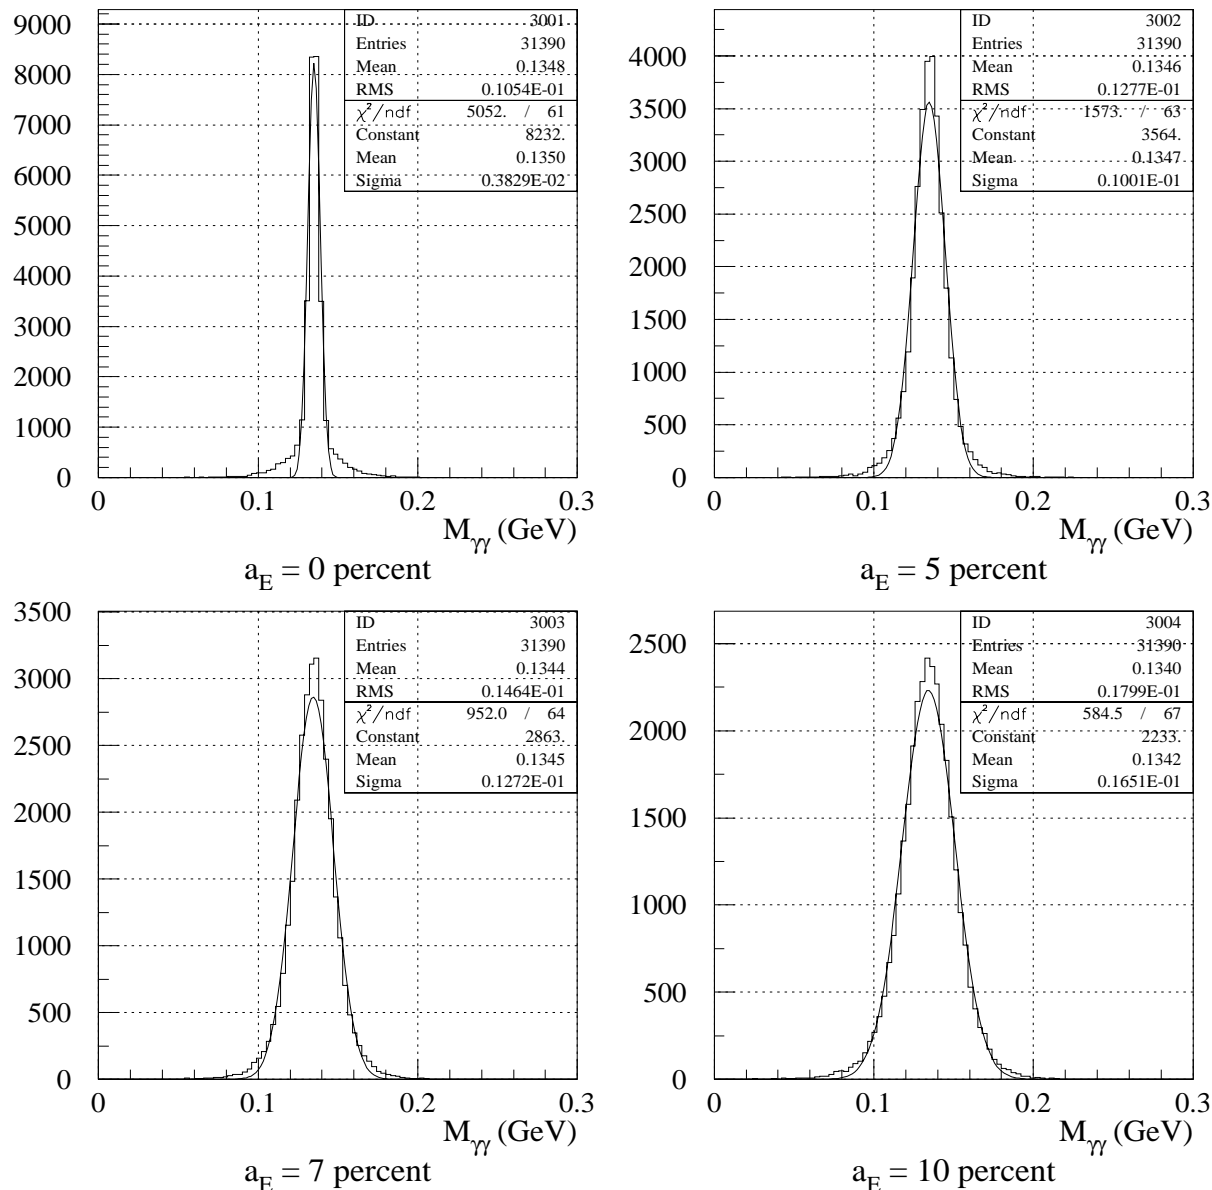 9000
8000
7000
6000
5000
4000
3000
2000
1000
0
ID 3001
Entries 31390
Mean 0.1348
RMS 0.1054E-01
χ²/ndf 5052. / 61
Constant 8232.
Mean 0.1350
Sigma 0.3829E-02
0 0.1 0.2 0.3
Mγγ (GeV)
aE = 0 percent
4000
3500
3000
2500
2000
1500
1000
500
0
ID 3002
Entries 31390
Mean 0.1346
RMS 0.1277E-01
χ²/ndf 1573. / 63
Constant 3564.
Mean 0.1347
Sigma 0.1001E-01
0 0.1 0.2 0.3
Mγγ (GeV)
aE = 5 percent
3500
3000
2500
2000
1500
1000
500
0
ID 3003
Entries 31390
Mean 0.1344
RMS 0.1464E-01
χ²/ndf 952.0 / 64
Constant 2863.
Mean 0.1345
Sigma 0.1272E-01
0 0.1 0.2 0.3
Mγγ (GeV)
aE = 7 percent
2500
2000
1500
1000
500
0
ID 3004
Entries 31390
Mean 0.1340
RMS 0.1799E-01
χ²/ndf 584.5 / 67
Constant 2233.
Mean 0.1342
Sigma 0.1651E-01
0 0.1 0.2 0.3
Mγγ (GeV)
aE = 10 percent